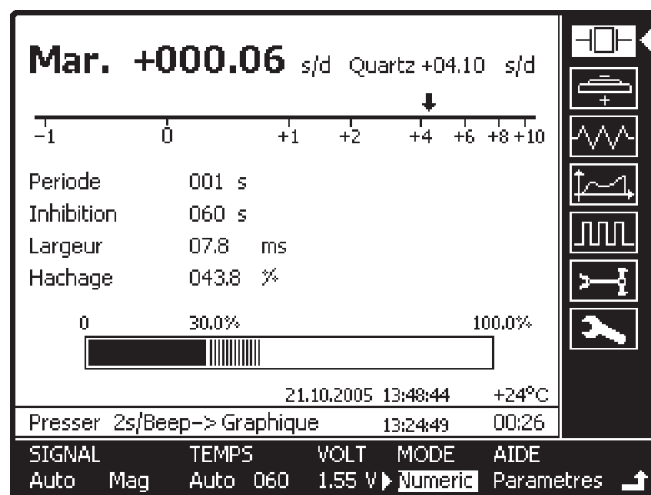 Mar. +000.06 s/d Quartz +04.10 s/d
-1 0 +1 +2 +4 +6 +8 +10
Periode 001 s
Inhibition 060 s
Largeur 07.8 ms
Hachage 043.8 %
0 30.0% 100.0%
21.10.2005 13:48:44 +24°C
Presser 2s/Beep-> Graphique 13:24:49 00:26
SIGNAL TEMPS VOLT MODE AIDE
Auto Mag Auto 060 1.55 V Numeric Parametres